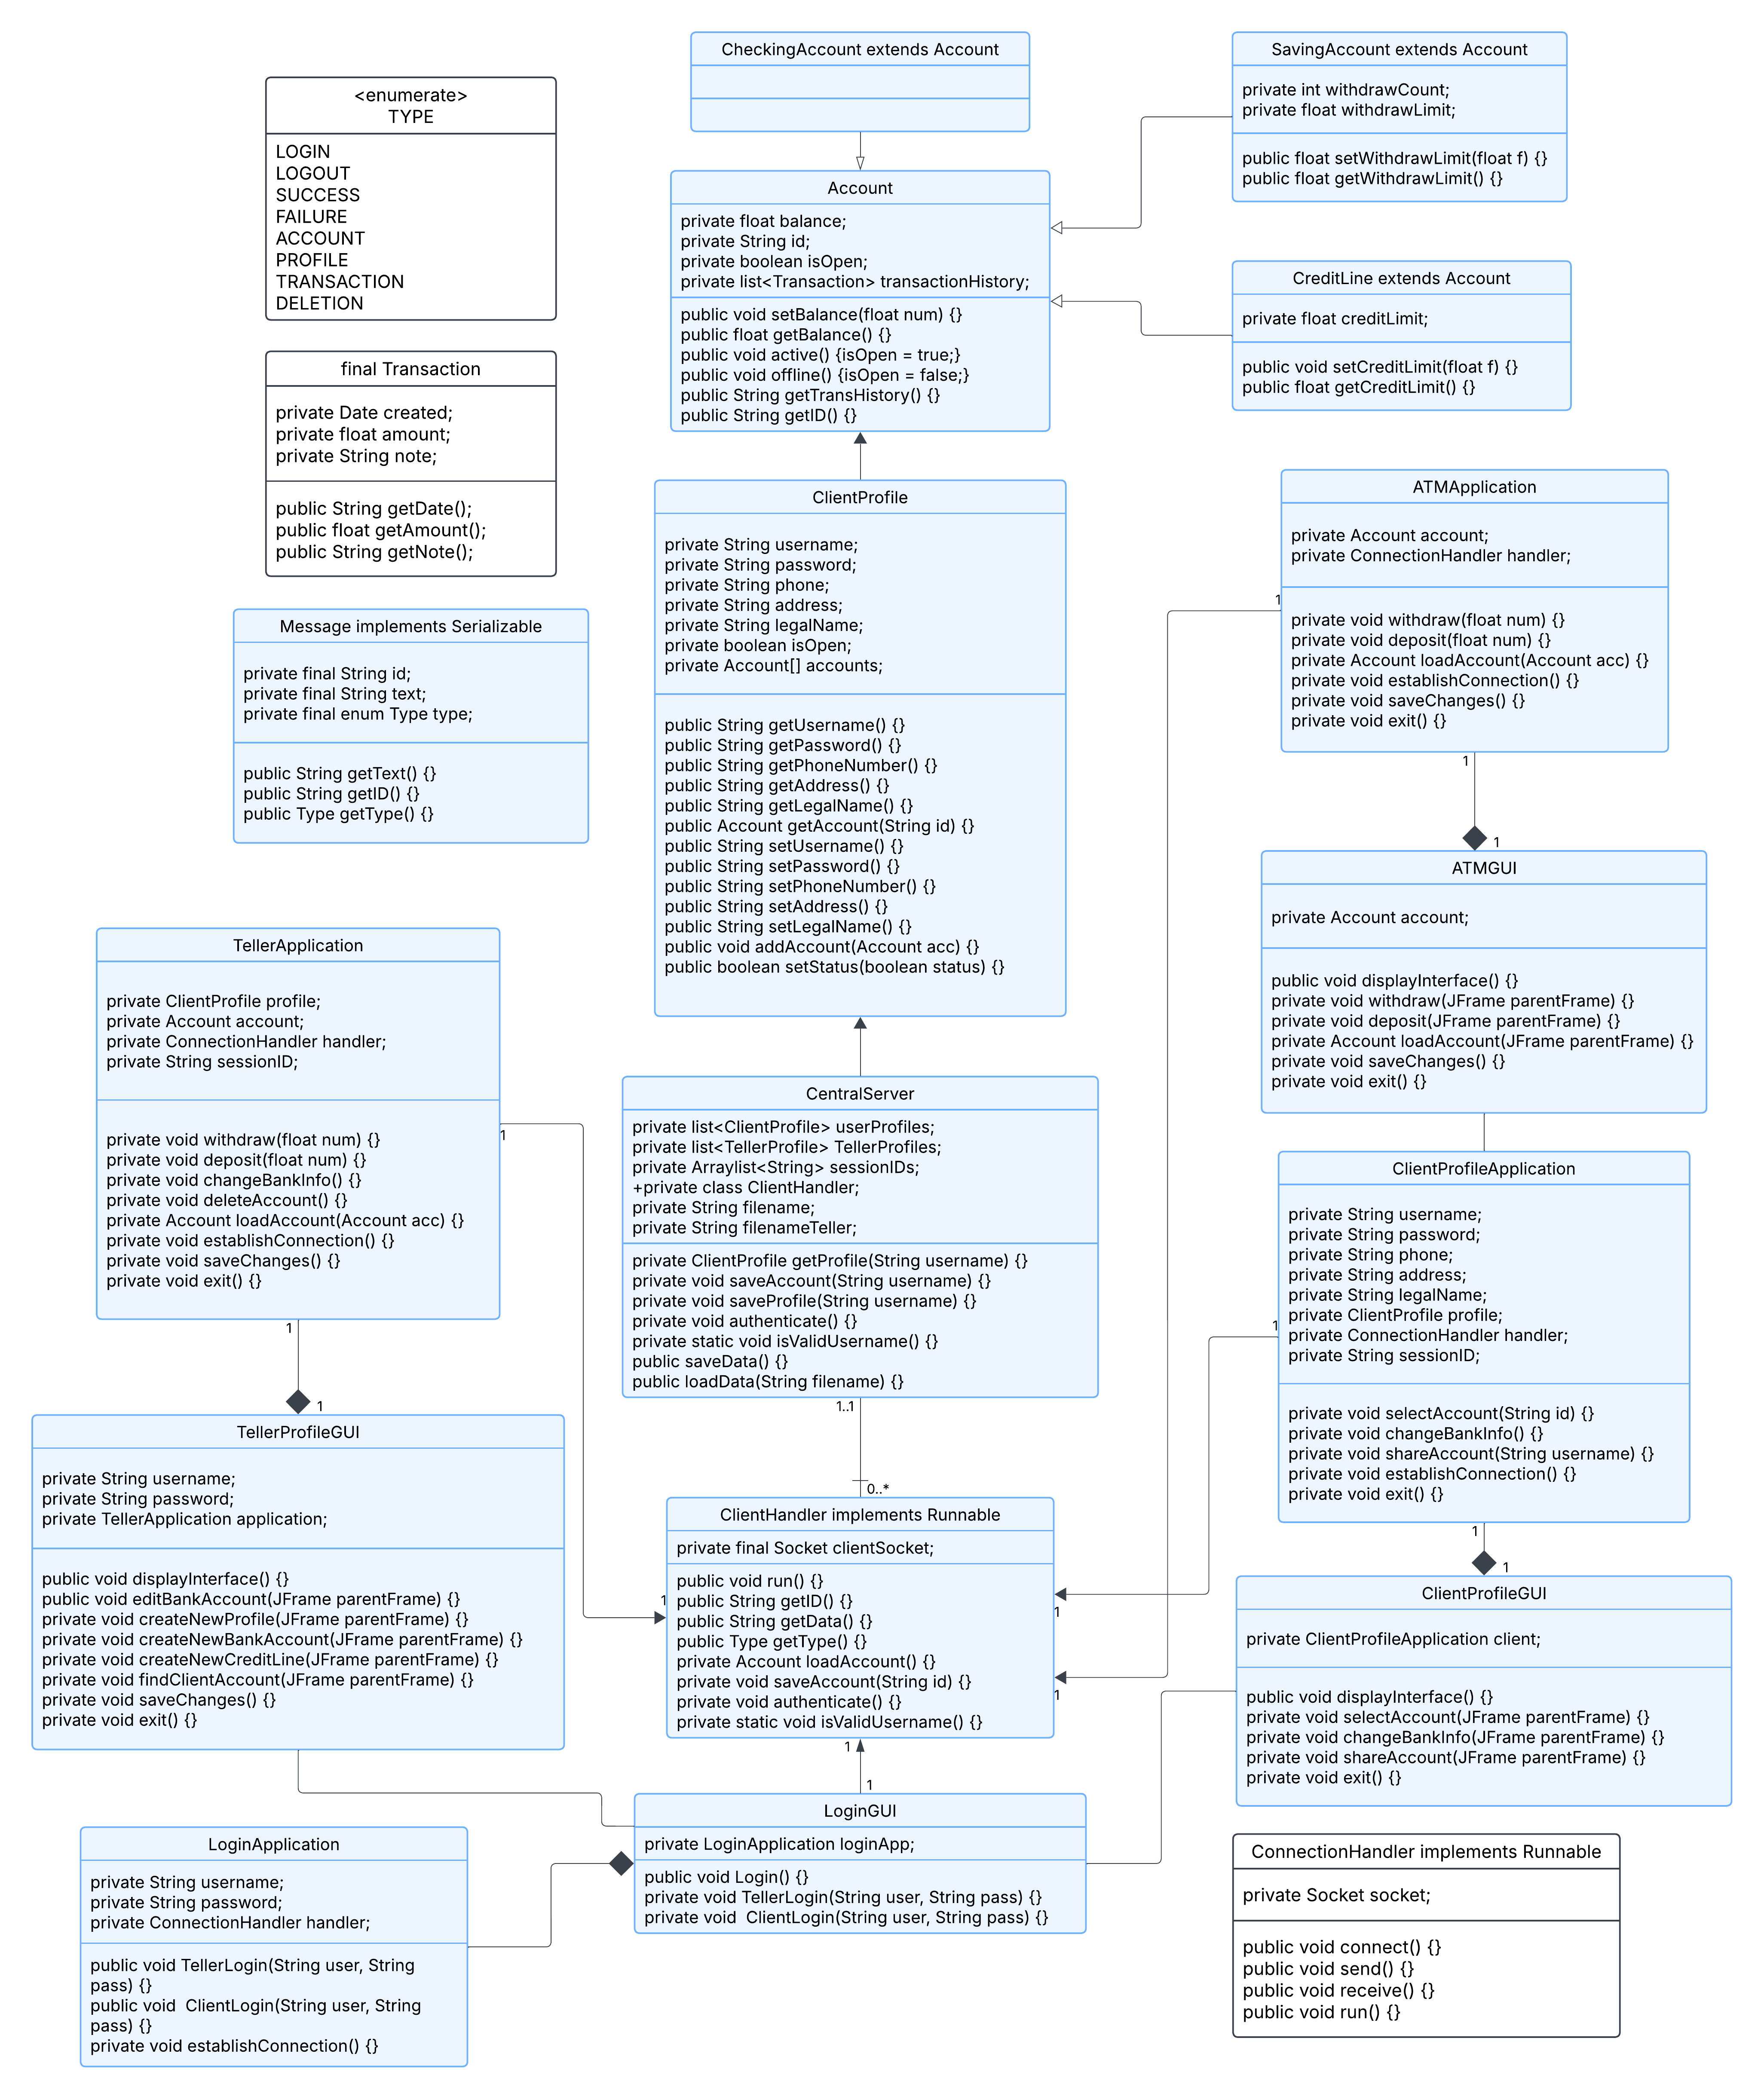 CheckingAccount extends Account
SavingAccount extends Account
private int withdrawCount;
private float withdrawLimit;
public float setWithdrawLimit(float f) {}
public float getWithdrawLimit() {}
<enumerate>
TYPE
LOGIN
LOGOUT
SUCCESS
FAILURE
ACCOUNT
PROFILE
TRANSACTION
DELETION
Account
private float balance;
private String id;
private boolean isOpen;
private list<Transaction> transactionHistory;
public void setBalance(float num) {}
public float getBalance() {}
public void active() {isOpen = true;}
public void offline() {isOpen = false;}
public String getTransHistory() {}
public String getID() {}
CreditLine extends Account
private float creditLimit;
public void setCreditLimit(float f) {}
public float getCreditLimit() {}
final Transaction
private Date created;
private float amount;
private String note;
public String getDate();
public float getAmount();
public String getNote();
ClientProfile
private String username;
private String password;
private String phone;
private String address;
private String legalName;
private boolean isOpen;
private Account[] accounts;
public String getUsername() {}
public String getPassword() {}
public String getPhoneNumber() {}
public String getAddress() {}
public String getLegalName() {}
public Account getAccount(String id) {}
public String setUsername() {}
public String setPassword() {}
public String setPhoneNumber() {}
public String setAddress() {}
public String setLegalName() {}
public void addAccount(Account acc) {}
public boolean setStatus(boolean status) {}
ATMApplication
private Account account;
private ConnectionHandler handler;
1
private void withdraw(float num) {}
private void deposit(float num) {}
private Account loadAccount(Account acc) {}
private void establishConnection() {}
private void saveChanges() {}
private void exit() {}
1
1
Message implements Serializable
private final String id;
private final String text;
private final enum Type type;
public String getText() {}
public String getID() {}
public Type getType() {}
ATMGUI
private Account account;
public void displayInterface() {}
private void withdraw(JFrame parentFrame) {}
private void deposit(JFrame parentFrame) {}
private Account loadAccount(JFrame parentFrame) {}
private void saveChanges() {}
private void exit() {}
TellerApplication
private ClientProfile profile;
private Account account;
private ConnectionHandler handler;
private String sessionID;
1
private void withdraw(float num) {}
private void deposit(float num) {}
private void changeBankInfo() {}
private void deleteAccount() {}
private Account loadAccount(Account acc) {}
private void establishConnection() {}
private void saveChanges() {}
private void exit() {}
1
1
CentralServer
private list<ClientProfile> userProfiles;
private list<TellerProfile> TellerProfiles;
private Arraylist<String> sessionIDs;
+private class ClientHandler;
private String filename;
private String filenameTeller;
private ClientProfile getProfile(String username) {}
private void saveAccount(String username) {}
private void saveProfile(String username) {}
private void authenticate() {}
private static void isValidUsername() {}
public saveData() {}
public loadData(String filename) {}
1..1
0..*
ClientProfileApplication
private String username;
private String password;
private String phone;
private String address;
private String legalName;
private ClientProfile profile;
1
private ConnectionHandler handler;
private String sessionID;
private void selectAccount(String id) {}
private void changeBankInfo() {}
private void shareAccount(String username) {}
private void establishConnection() {}
private void exit() {}
1
1
TellerProfileGUI
private String username;
private String password;
private TellerApplication application;
public void displayInterface() {}
public void editBankAccount(JFrame parentFrame) {}
private void createNewProfile(JFrame parentFrame) {}
private void createNewBankAccount(JFrame parentFrame) {}
private void createNewCreditLine(JFrame parentFrame) {}
private void findClientAccount(JFrame parentFrame) {}
private void saveChanges() {}
private void exit() {}
ClientHandler implements Runnable
private final Socket clientSocket;
public void run() {}
1
public String getID() {}
1
public String getData() {}
public Type getType() {}
private Account loadAccount() {}
private void saveAccount(String id) {}
1
private void authenticate() {}
private static void isValidUsername() {}
1
1
ClientProfileGUI
private ClientProfileApplication client;
public void displayInterface() {}
private void selectAccount(JFrame parentFrame) {}
private void changeBankInfo(JFrame parentFrame) {}
private void shareAccount(JFrame parentFrame) {}
private void exit() {}
LoginGUI
private LoginApplication loginApp;
public void Login() {}
private void TellerLogin(String user, String pass) {}
private void  ClientLogin(String user, String pass) {}
LoginApplication
private String username;
private String password;
private ConnectionHandler handler;
public void TellerLogin(String user, String
pass) {}
public void  ClientLogin(String user, String
pass) {}
private void establishConnection() {}
ConnectionHandler implements Runnable
private Socket socket;
public void connect() {}
public void send() {}
public void receive() {}
public void run() {}